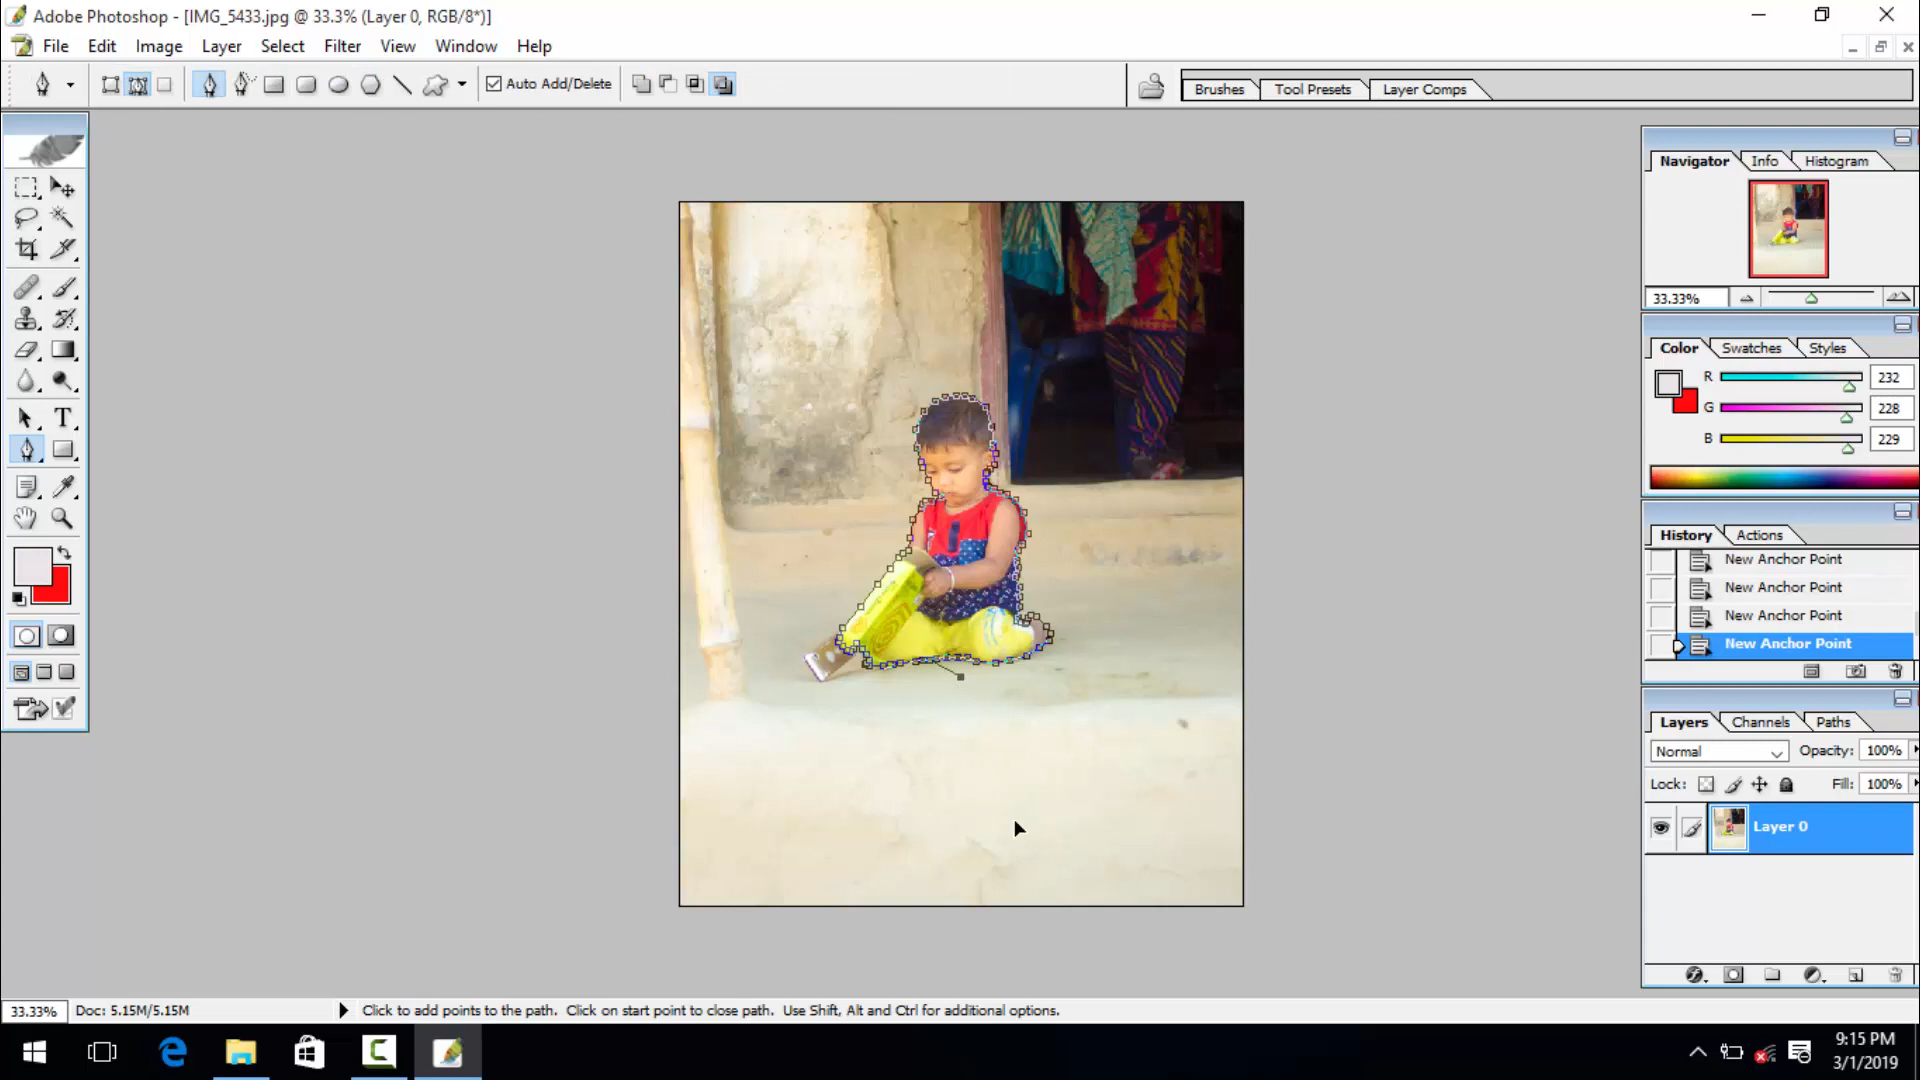 Adobe Photoshop - [IMG_5433.jpg @ 33.3% (Layer 0, RGB/8*)]
File Edit Image Layer Select Filter View Window Help
Auto Add/Delete Brushes Tool Presets Layer Comps
Navigator Info Histogram
33.33%
Color Swatches Styles
R 232
G 228
B 229
T
History Actions
New Anchor Point
New Anchor Point
New Anchor Point
New Anchor Point
Layers Channels Paths
Normal Opacity: 100%
Lock: Fill: 100%
Layer 0
33.33% Doc: 5.15M/5.15M Click to add points to the path. Click on start point to close path. Use Shift, Alt and Ctrl for additional options.
9:15 PM
3/1/2019